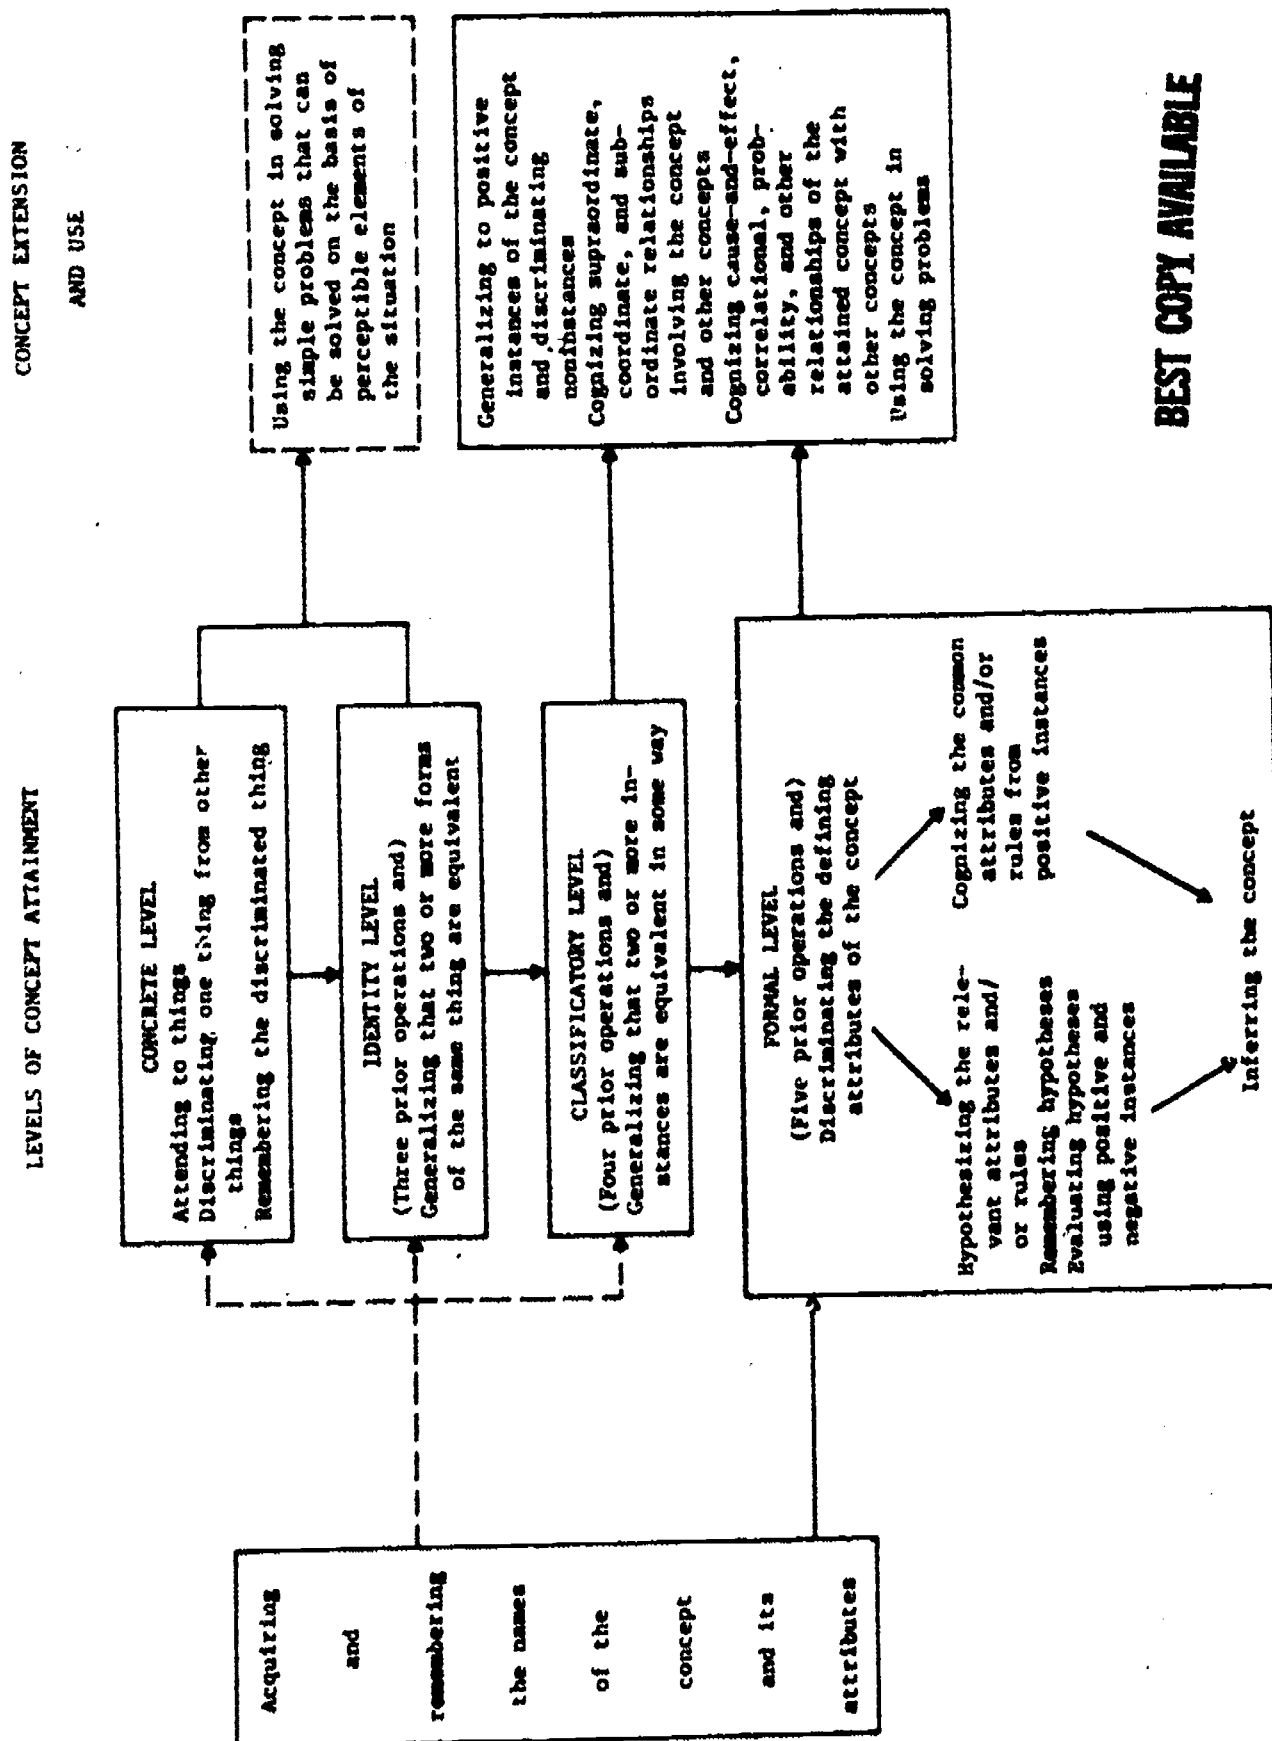 LEVELS OF CONCEPT ATTAINMENT
CONCEPT EXTENSION
AND USE
Acquiring
and
remembering
the names
of the
concept
and its
attributes
CONCRETE LEVEL
Attending to things
Discriminating one thing from other
things
Remembering the discriminated thing
IDENTITY LEVEL
(Three prior operations and)
Generalizing that two or more forms
of the same thing are equivalent
CLASSIFICATORY LEVEL
(Four prior operations and)
Generalizing that two or more in-
stances are equivalent in some way
FORMAL LEVEL
(Five prior operations and)
Discriminating the defining
attributes of the concept
Hypothesizing the rele-
vant attributes and/
or rules
Remembering hypotheses
Evaluating hypotheses
using positive and
negative instances
Cognizing the common
attributes and/or
rules from
positive instances
Inferring the concept
Using the concept in solving
simple problems that can
be solved on the basis of
perceptible elements of
the situation
Generalizing to positive
instances of the concept
and discriminating
noninstances
Cognizing supraordinate,
coordinate, and sub-
ordinate relationships
involving the concept
and other concepts
Cognizing cause-and-effect,
correlational, prob-
ability, and other
relationships of the
attained concept with
other concepts
Using the concept in
solving problems
BEST COPY AVAILABLE